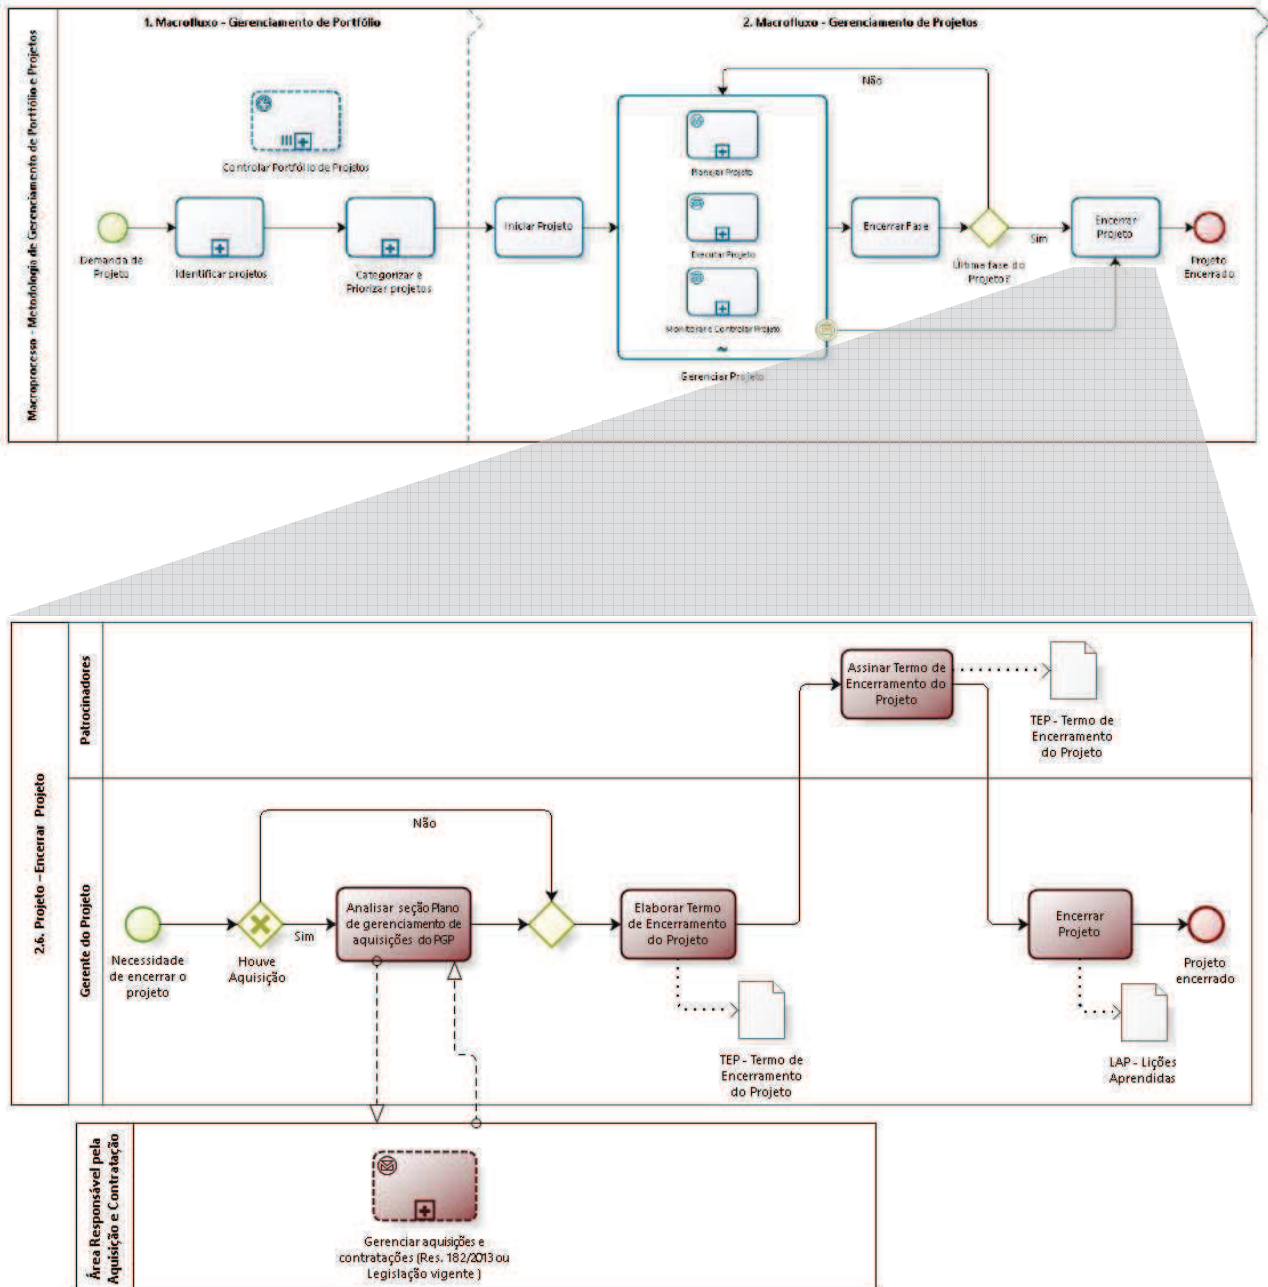 1. Macrofluxo - Gerenciamento de Portfólio
2. Macrofluxo - Gerenciamento de Projetos
Macroprocesso - Metodologia de Gerenciamento de Portfólio e Projetos
Controlar Portfólio de Projetos
Demanda de
Projeto
Identificar projetos
Categorizar e
Priorizar projetos
Iniciar Projeto
Planejar Projeto
Executar Projeto
Monitorar e Controlar Projeto
Gerenciar Projeto
Encerrar Fase
Não
Última fase do
Projeto?
Sim
Encerrar
Projeto
Projeto
Encerrado
2.6. Projeto – Encerrar Projeto
Patrocinadores
Assinar Termo de
Encerramento do
Projeto
TEP - Termo de
Encerramento
do Projeto
Gerente do Projeto
Necessidade
de encerrar o
projeto
Houve
Aquisição
Não
Sim
Analisar seção Plano
de gerenciamento de
aquisições do PGP
Elaborar Termo
de Encerramento
do Projeto
TEP - Termo de
Encerramento
do Projeto
Encerrar
Projeto
LAP - Lições
Aprendidas
Projeto
encerrado
Área Responsável pela
Aquisição e Contratação
Gerenciar aquisições e
contratações (Res. 182/2013 ou
Legislação vigente )